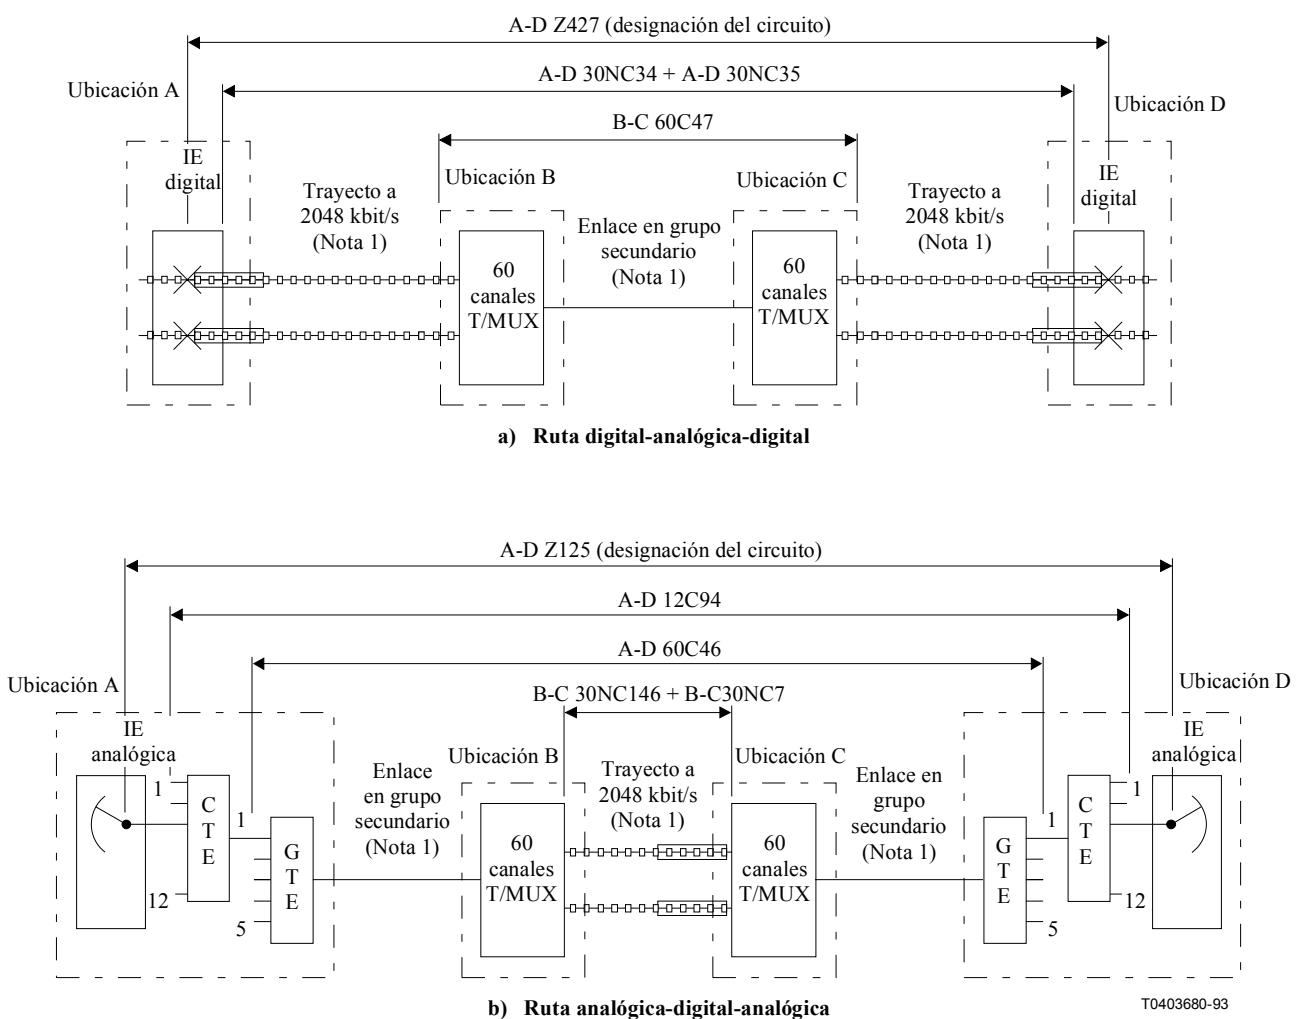 A-D Z427 (designación del circuito)
A-D 30NC34 + A-D 30NC35
Ubicación A
Ubicación D
B-C 60C47
IE
digital
Trayecto a
2048 kbit/s
(Nota 1)
Ubicación B
Enlace en grupo
secundario
(Nota 1)
Ubicación C
Trayecto a
2048 kbit/s
(Nota 1)
IE
digital
60
canales
T/MUX
60
canales
T/MUX
a) Ruta digital-analógica-digital
A-D Z125 (designación del circuito)
A-D 12C94
A-D 60C46
Ubicación A
Ubicación D
B-C 30NC146 + B-C30NC7
IE
analógica
Enlace
en grupo
secundario
(Nota 1)
Ubicación B
Trayecto a
2048 kbit/s
(Nota 1)
Ubicación C
Enlace en
grupo
secundario
(Nota 1)
IE
analógica
1
12
C
T
E
1
5
G
T
E
60
canales
T/MUX
60
canales
T/MUX
G
T
E
1
5
C
T
E
1
12
b) Ruta analógica-digital-analógica
T0403680-93